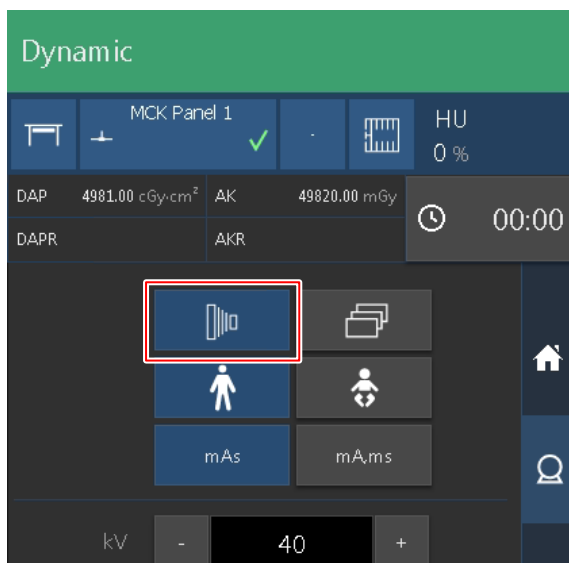 Dynamic
MCK Panel 1
-
HU
0 %
DAP 4981.00 cGy·cm² AK 49820.00 mGy
00:00
DAPR AKR
mAs mA,ms
kV - 40 +